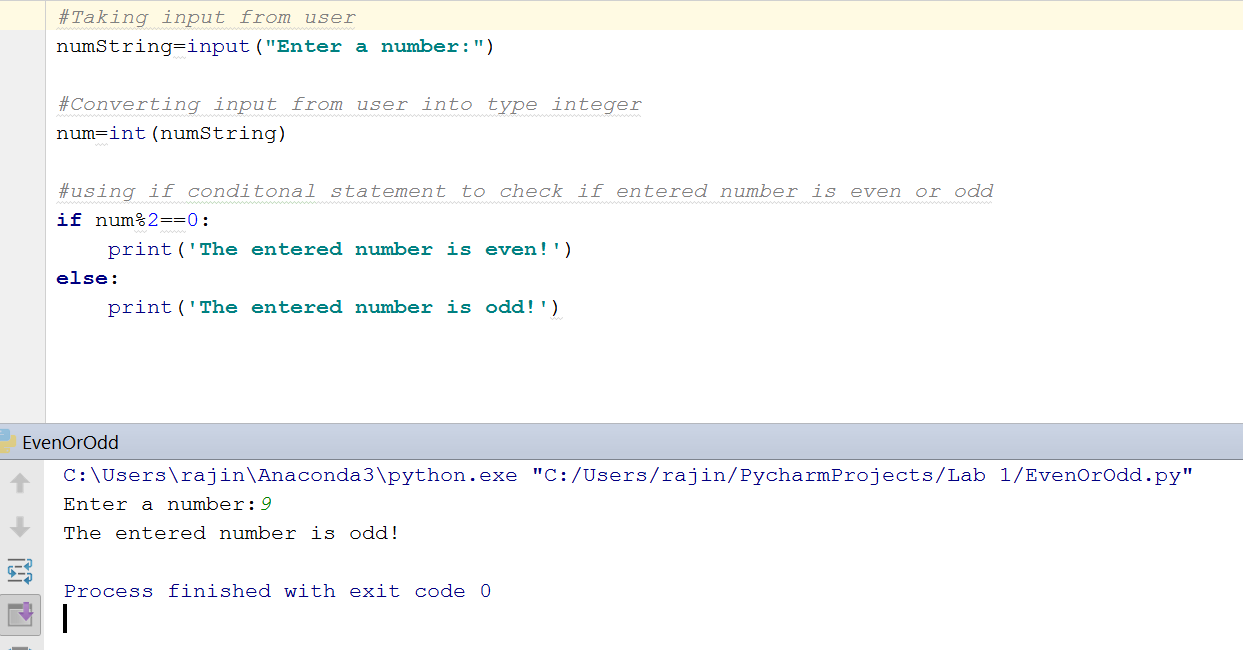 #Taking input from user
numString=input("Enter a number:")
#Converting input from user into type integer
num=int(numString)
#using if conditonal statement to check if entered number is even or odd
if num%2==0:
    print('The entered number is even!')
else:
    print('The entered number is odd!')
EvenOrOdd
C:\Users\rajin\Anaconda3\python.exe "C:/Users/rajin/PycharmProjects/Lab 1/EvenOrOdd.py"
Enter a number:9
The entered number is odd!
Process finished with exit code 0